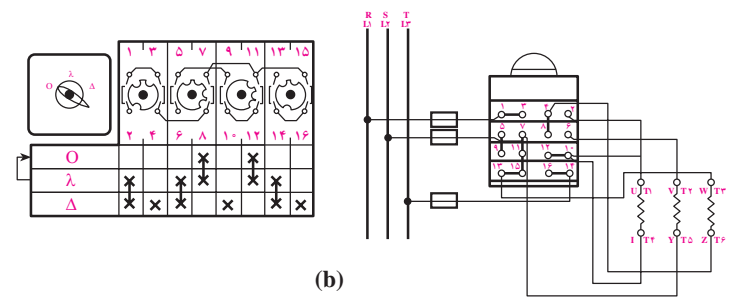 R S T
L۱ L۲ L۳
۱ ۳ ۵ ۷ ۹ ۱۱ ۱۳ ۱۵
O λ Δ
۲ ۴ ۶ ۸ ۱۰ ۱۲ ۱۴ ۱۶
O
λ
Δ
۱ ۳ ۴ ۲
۵ ۷ ۸ ۶
۹ ۱۱ ۱۲ ۱۰
۱۳ ۱۵ ۱۶ ۱۴
U T۱ V T۲ W T۳
I T۴ Y T۵ Z T۶
(b)